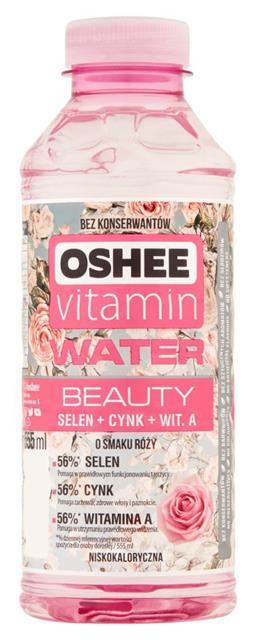 BEZ KONSERWANTÓW
OSHEE
vitamin
WATER
BEAUTY
SELEN + CYNK + WIT. A
555 ml
O SMAKU RÓŻY
56%* SELEN
Pomaga w prawidłowym funkcjonowaniu tarczycy.
56%* CYNK
Pomaga zachować zdrowe włosy i paznokcie.
56%* WITAMINA A
Pomaga w utrzymaniu prawidłowego widzenia.
*% dziennej referencyjnej wartości
spożycia dla osoby dorosłej / 555 ml
NISKOKALORYCZNA